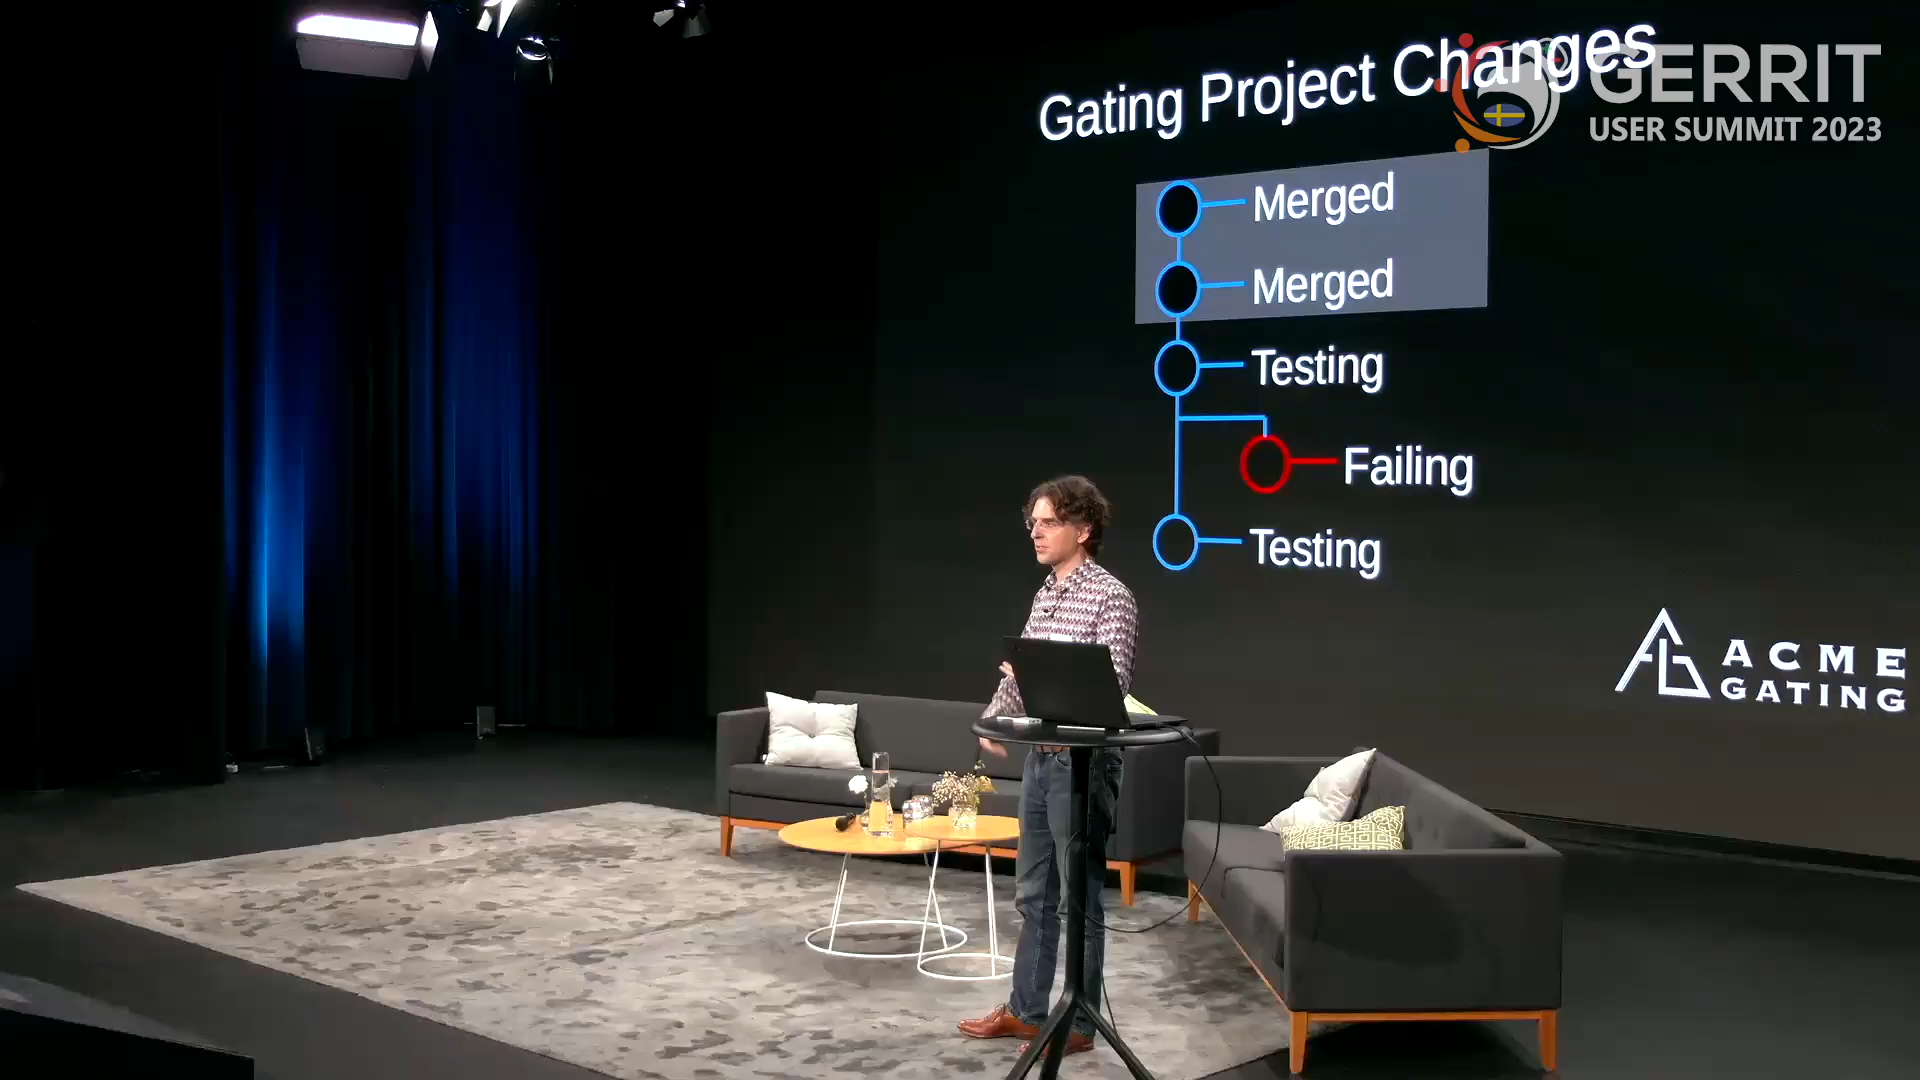 Gating Project Changes
GERRIT
USER SUMMIT 2023
Merged
Merged
Testing
Failing
Testing
ACME
GATING